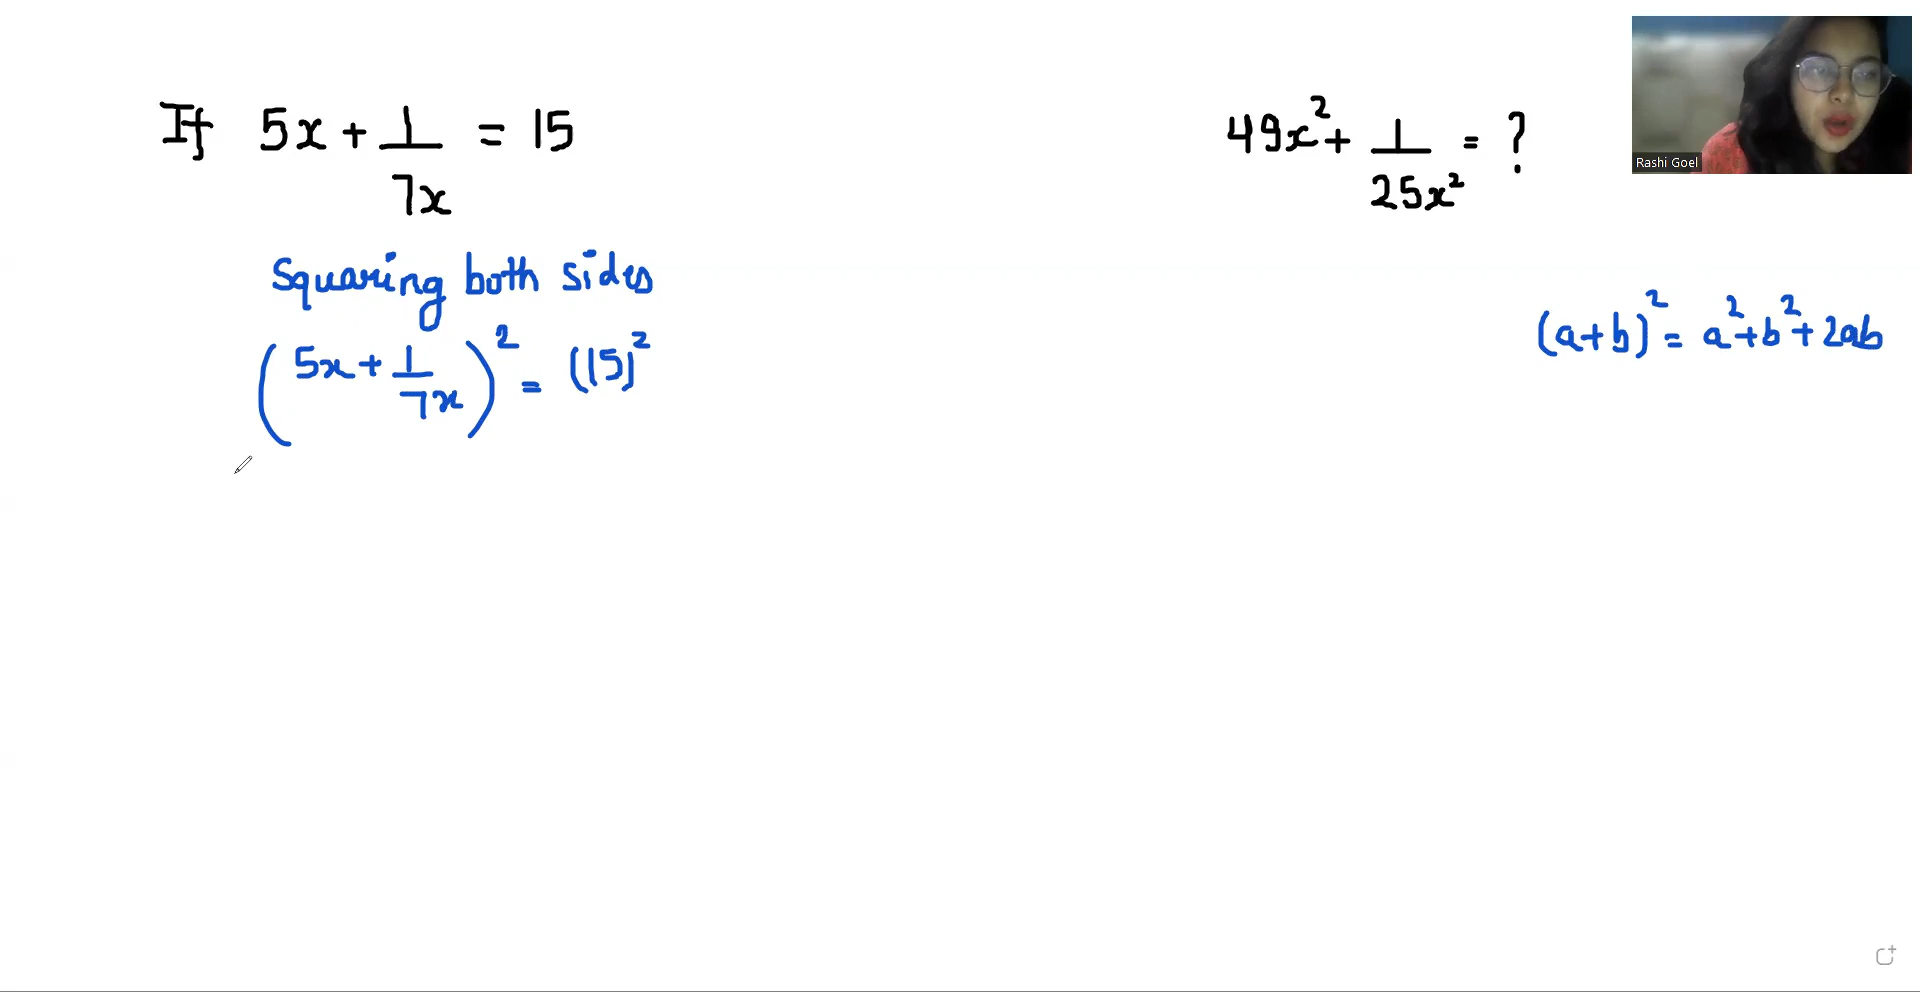 If 5x + 1/7x = 15
49x² + 1/25x² = ?
Rashi Goel
Squaring both sides
(a+b)² = a² + b² + 2ab
(5x + 1/7x)² = (15)²